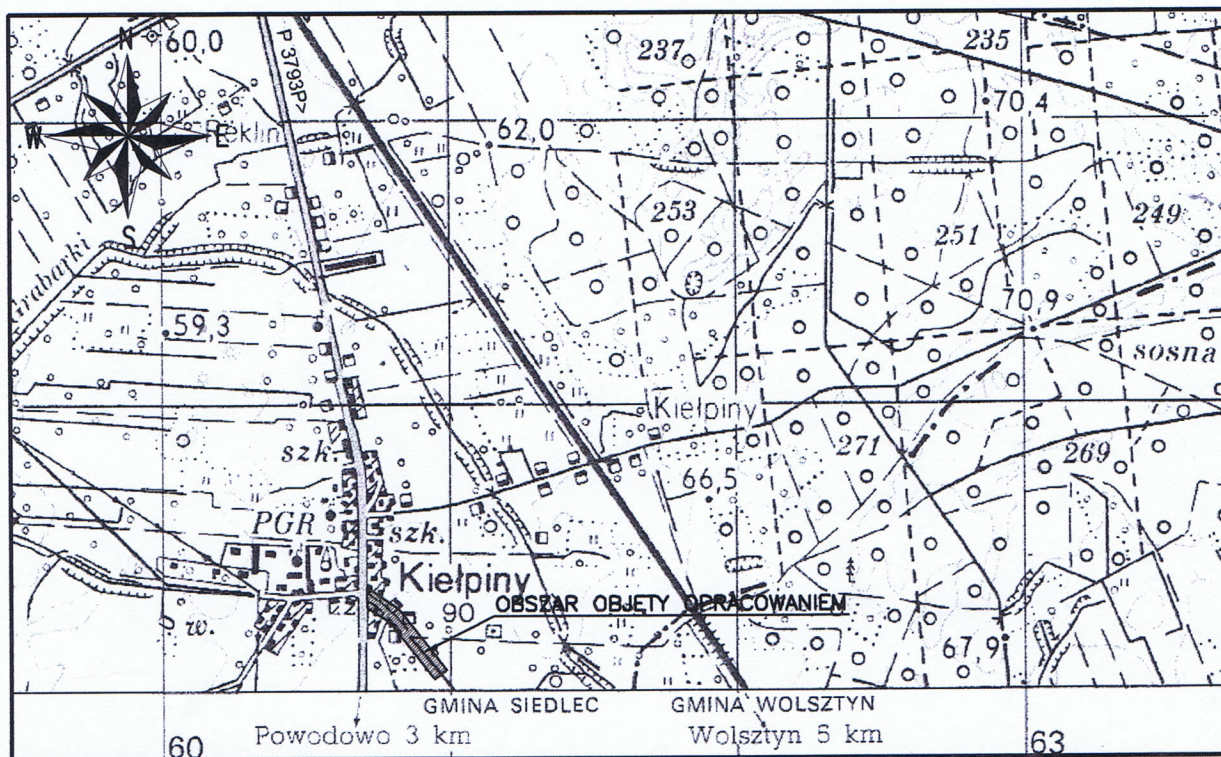 N
60,0
P 3793P>
237
235
70,4
W
E
62,0
253
251
249
S
70,9
59,3
sosna
Kiełpiny
szk.
271
269
66,5
PGR
szk.
Kiełpiny
OBSZAR OBJĘTY OPRACOWANIEM
90
w.
67,9
GMINA SIEDLEC GMINA WOLSZTYN
Powodowo 3 km Wolsztyn 5 km
60 63